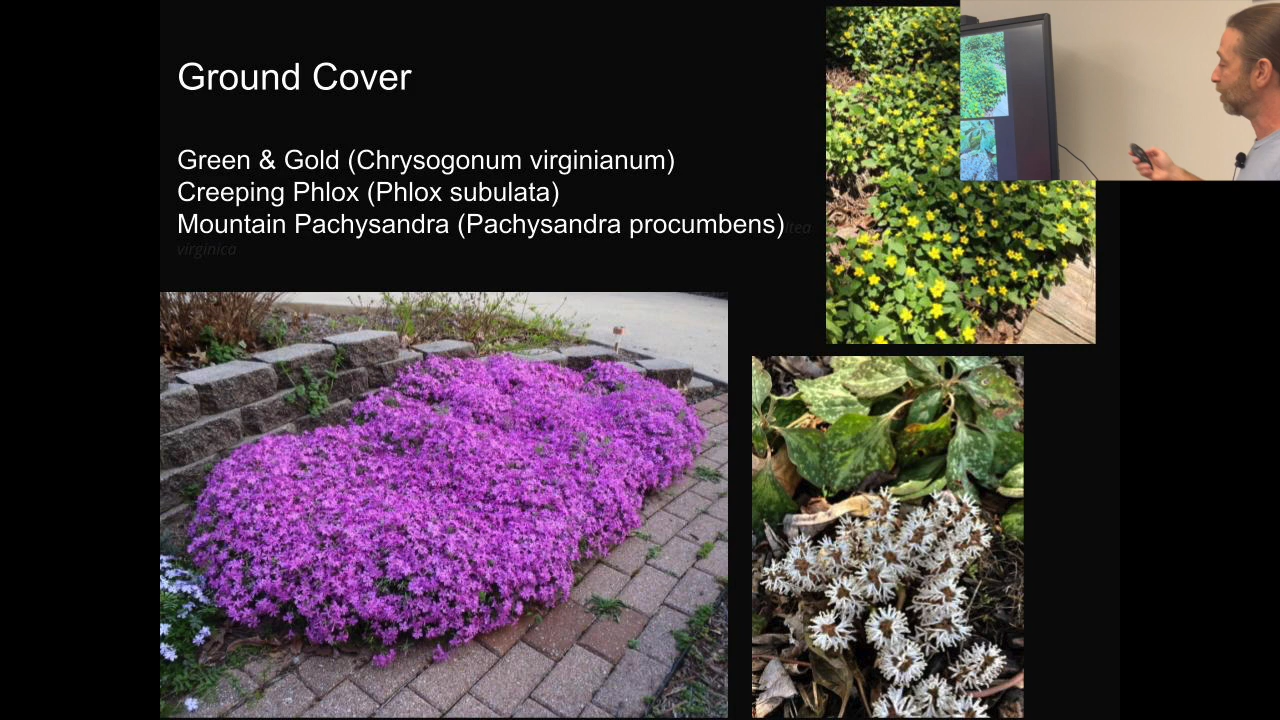 Ground Cover
Green & Gold (Chrysogonum virginianum)
Creeping Phlox (Phlox subulata)
Mountain Pachysandra (Pachysandra procumbens)
virginica